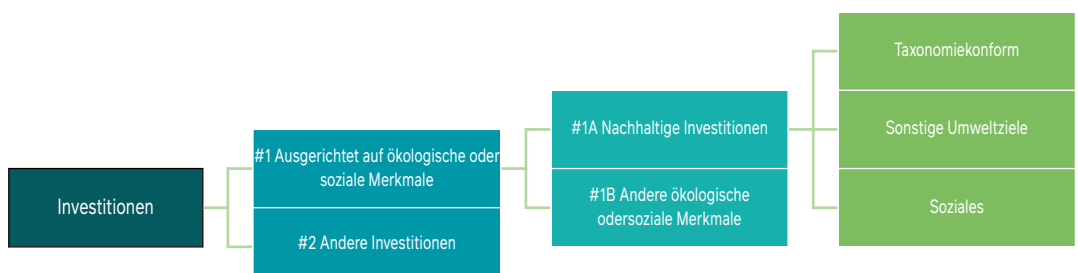 Investitionen
#1 Ausgerichtet auf ökologische oder
soziale Merkmale
#2 Andere Investitionen
#1A Nachhaltige Investitionen
#1B Andere ökologische
odersoziale Merkmale
Taxonomiekonform
Sonstige Umweltziele
Soziales